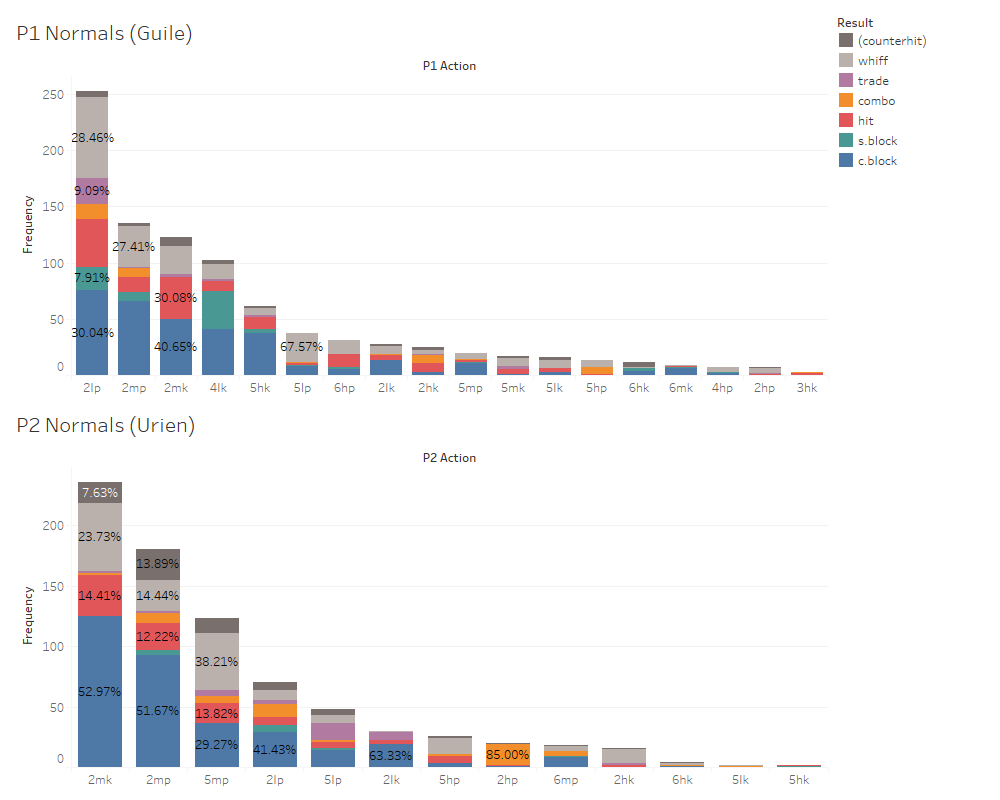 P1 Normals (Guile)
P1 Action
Frequency
250
200
150
100
50
0
28.46%
9.09%
7.91%
30.04%
27.41%
30.08%
40.65%
67.57%
2lp 2mp 2mk 4lk 5hk 5lp 6hp 2lk 2hk 5mp 5mk 5lk 5hp 6hk 6mk 4hp 2hp 3hk
Result
(counterhit)
whiff
trade
combo
hit
s.block
c.block
P2 Normals (Urien)
P2 Action
Frequency
200
150
100
50
0
7.63%
23.73%
14.41%
52.97%
13.89%
14.44%
12.22%
51.67%
38.21%
13.82%
29.27%
41.43%
63.33%
85.00%
2mk 2mp 5mp 2lp 5lp 2lk 5hp 2hp 6mp 2hk 6hk 5lk 5hk